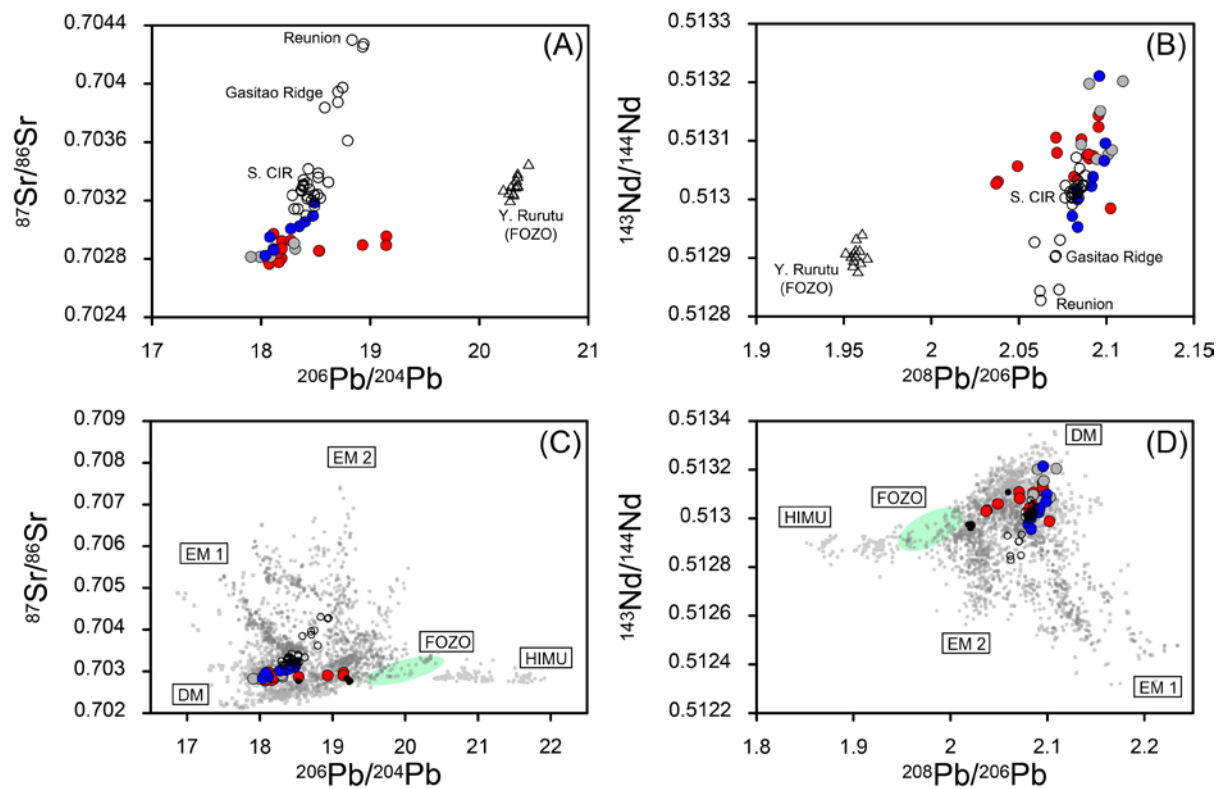 (A)
⁸⁷Sr/⁸⁶Sr
0.7044
0.704
0.7036
0.7032
0.7028
0.7024
Reunion
Gasitao Ridge
S. CIR
Y. Rurutu
(FOZO)
17 18 19 20 21
²⁰⁶Pb/²⁰⁴Pb
(B)
¹⁴³Nd/¹⁴⁴Nd
0.5133
0.5132
0.5131
0.513
0.5129
0.5128
S. CIR
Y. Rurutu
(FOZO)
Gasitao Ridge
Reunion
1.9 1.95 2 2.05 2.1 2.15
²⁰⁸Pb/²⁰⁶Pb
(C)
⁸⁷Sr/⁸⁶Sr
0.709
0.708
0.707
0.706
0.705
0.704
0.703
0.702
EM 2
EM 1
FOZO
HIMU
DM
17 18 19 20 21 22
²⁰⁶Pb/²⁰⁴Pb
(D)
¹⁴³Nd/¹⁴⁴Nd
0.5134
0.5132
0.513
0.5128
0.5126
0.5124
0.5122
DM
FOZO
HIMU
EM 2
EM 1
1.8 1.9 2 2.1 2.2
²⁰⁸Pb/²⁰⁶Pb